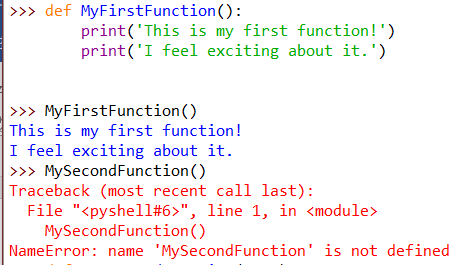 >>> def MyFirstFunction():
        print('This is my first function!')
        print('I feel exciting about it.')
>>> MyFirstFunction()
This is my first function!
I feel exciting about it.
>>> MySecondFunction()
Traceback (most recent call last):
  File "<pyshell#6>", line 1, in <module>
    MySecondFunction()
NameError: name 'MySecondFunction' is not defined